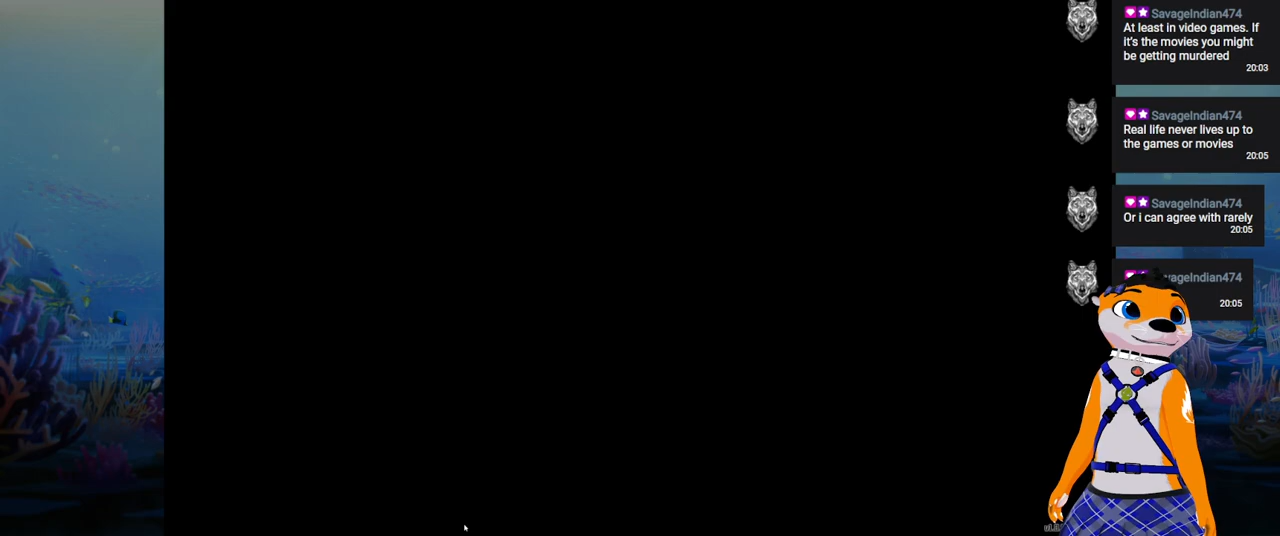 SavageIndian474
At least in video games. If
it's the movies you might
be getting murdered
20:03
SavageIndian474
Real life never lives up to
the games or movies
20:05
SavageIndian474
Or i can agree with rarely
20:05
20:05